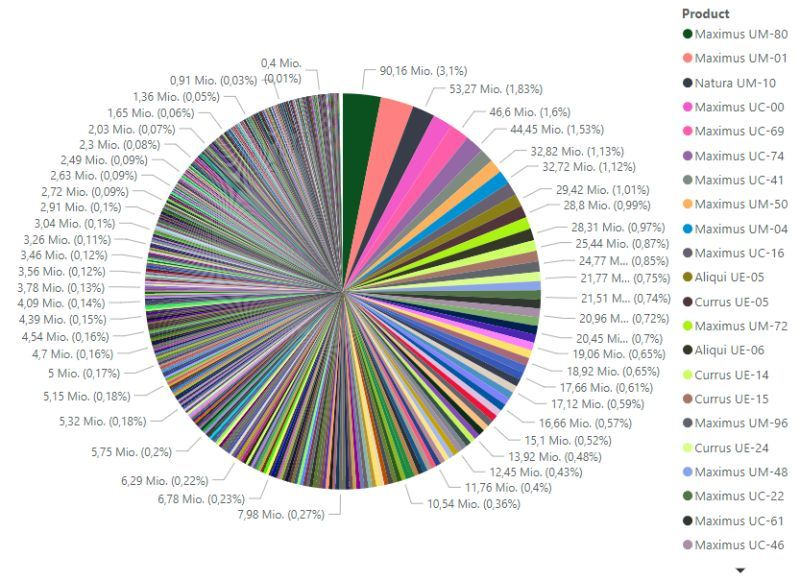 0,4 Mio.
(0,01%)
0,91 Mio. (0,03%)
1,36 Mio. (0,05%)
1,65 Mio. (0,06%)
2,03 Mio. (0,07%)
2,3 Mio. (0,08%)
2,49 Mio. (0,09%)
2,63 Mio. (0,09%)
2,72 Mio. (0,09%)
2,91 Mio. (0,1%)
3,04 Mio. (0,1%)
3,26 Mio. (0,11%)
3,46 Mio. (0,12%)
3,56 Mio. (0,12%)
3,78 Mio. (0,13%)
4,09 Mio. (0,14%)
4,39 Mio. (0,15%)
4,54 Mio. (0,16%)
4,7 Mio. (0,16%)
5 Mio. (0,17%)
5,15 Mio. (0,18%)
5,32 Mio. (0,18%)
5,75 Mio. (0,2%)
6,29 Mio. (0,22%)
6,78 Mio. (0,23%)
7,98 Mio. (0,27%)
90,16 Mio. (3,1%)
53,27 Mio. (1,83%)
46,6 Mio. (1,6%)
44,45 Mio. (1,53%)
32,82 Mio. (1,13%)
32,72 Mio. (1,12%)
29,42 Mio. (1,01%)
28,8 Mio. (0,99%)
28,31 Mio. (0,97%)
25,44 Mio. (0,87%)
24,77 M... (0,85%)
21,77 M... (0,75%)
21,51 M... (0,74%)
20,96 M... (0,72%)
20,45 M... (0,7%)
19,06 Mio. (0,65%)
18,92 Mio. (0,65%)
17,66 Mio. (0,61%)
17,12 Mio. (0,59%)
16,66 Mio. (0,57%)
15,1 Mio. (0,52%)
13,92 Mio. (0,48%)
12,45 Mio. (0,43%)
11,76 Mio. (0,4%)
10,54 Mio. (0,36%)
Product
Maximus UM-80
Maximus UM-01
Natura UM-10
Maximus UC-00
Maximus UC-69
Maximus UC-74
Maximus UC-41
Maximus UM-50
Maximus UM-04
Maximus UC-16
Aliqui UE-05
Currus UE-05
Maximus UM-72
Aliqui UE-06
Currus UE-14
Currus UE-15
Maximus UM-96
Currus UE-24
Maximus UM-48
Maximus UC-22
Maximus UC-61
Maximus UC-46